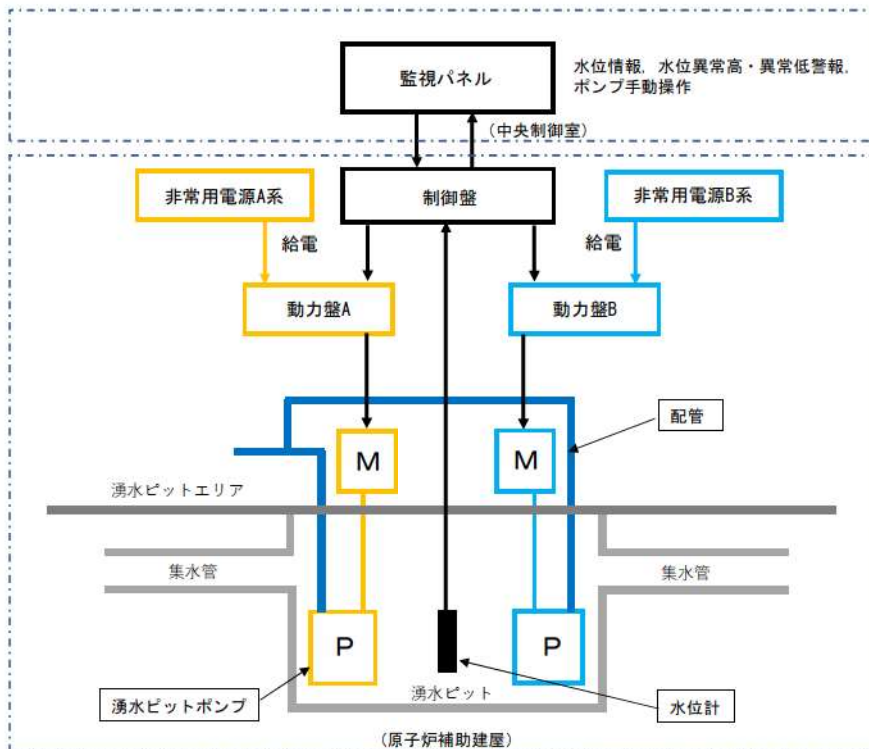 監視パネル
水位情報，水位異常高・異常低警報，
ポンプ手動操作
（中央制御室）
非常用電源A系
制御盤
非常用電源B系
給電
給電
動力盤A
動力盤B
配管
M
M
湧水ピットエリア
集水管
集水管
P
P
湧水ピット
湧水ピットポンプ
水位計
（原子炉補助建屋）